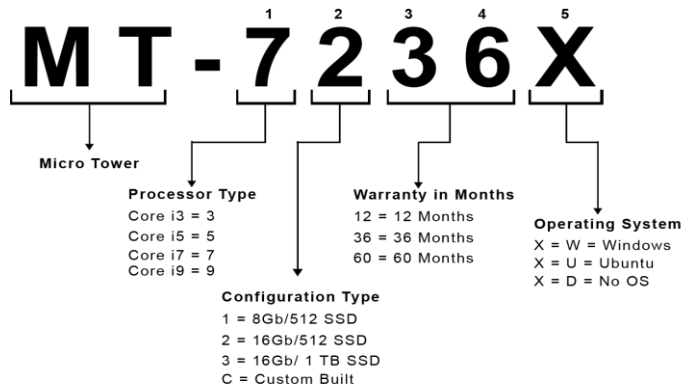 1 2 3 4 5
MT-7236X
Micro Tower
Processor Type
Core i3 = 3
Core i5 = 5
Core i7 = 7
Core i9 = 9
Configuration Type
1 = 8Gb/512 SSD
2 = 16Gb/512 SSD
3 = 16Gb/ 1 TB SSD
C = Custom Built
Warranty in Months
12 = 12 Months
36 = 36 Months
60 = 60 Months
Operating System
X = W = Windows
X = U = Ubuntu
X = D = No OS